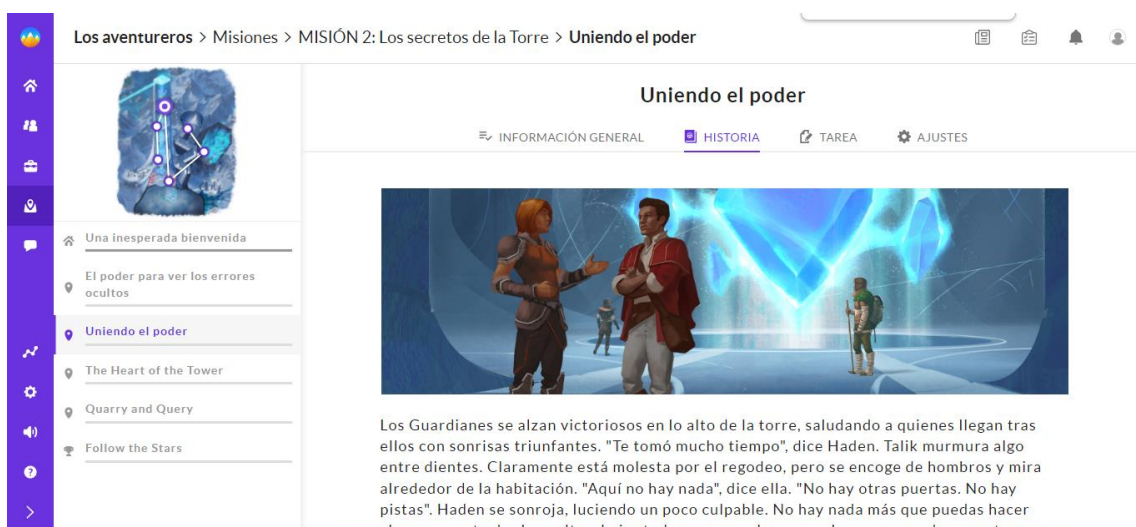 Los aventureros > Misiones > MISIÓN 2: Los secretos de la Torre > Uniendo el poder
Una inesperada bienvenida
El poder para ver los errores
ocultos
Uniendo el poder
The Heart of the Tower
Quarry and Query
Follow the Stars
Uniendo el poder
INFORMACIÓN GENERAL HISTORIA TAREA AJUSTES
Los Guardianes se alzan victoriosos en lo alto de la torre, saludando a quienes llegan tras
ellos con sonrisas triunfantes. "Te tomó mucho tiempo", dice Haden. Talik murmura algo
entre dientes. Claramente está molesta por el regodeo, pero se encoge de hombros y mira
alrededor de la habitación. "Aquí no hay nada", dice ella. "No hay otras puertas. No hay
pistas". Haden se sonroja, luciendo un poco culpable. No hay nada más que puedas hacer